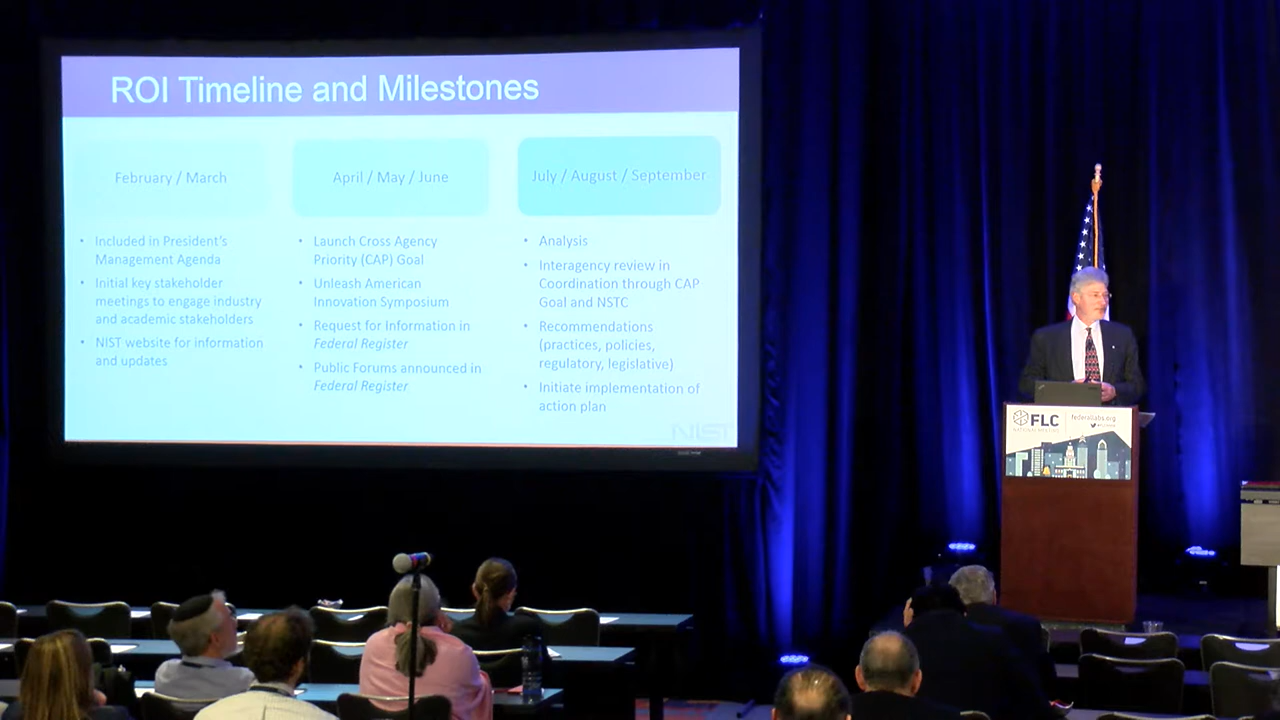 ROI Timeline and Milestones
February / March
April / May / June
July / August / September
• Included in President's
Management Agenda
• Initial key stakeholder
meetings to engage industry
and academic stakeholders
• NIST website for information
and updates
• Launch Cross Agency
Priority (CAP) Goal
• Unleash American
Innovation Symposium
• Request for Information in
Federal Register
• Public Forums announced in
Federal Register
• Analysis
• Interagency review in
Coordination through CAP
Goal and NSTC
• Recommendations
(practices, policies,
regulatory, legislative)
• Initiate implementation of
action plan
NIST
FLC
NATIONAL MEETING
federallabs.org